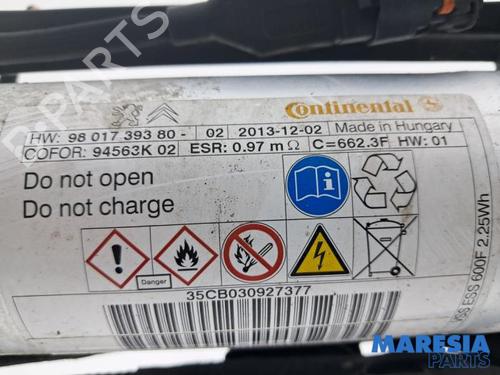 Continental
HW: 98 017 393 80 - 02 2013-12-02 Made in Hungary
COFOR: 94563K 02 ESR: 0.97 mΩ C=662.3F HW: 01
Do not open
Do not charge
Danger
35CB030927377
ESS 600F 2.25Wh
MARESIA
PARTS